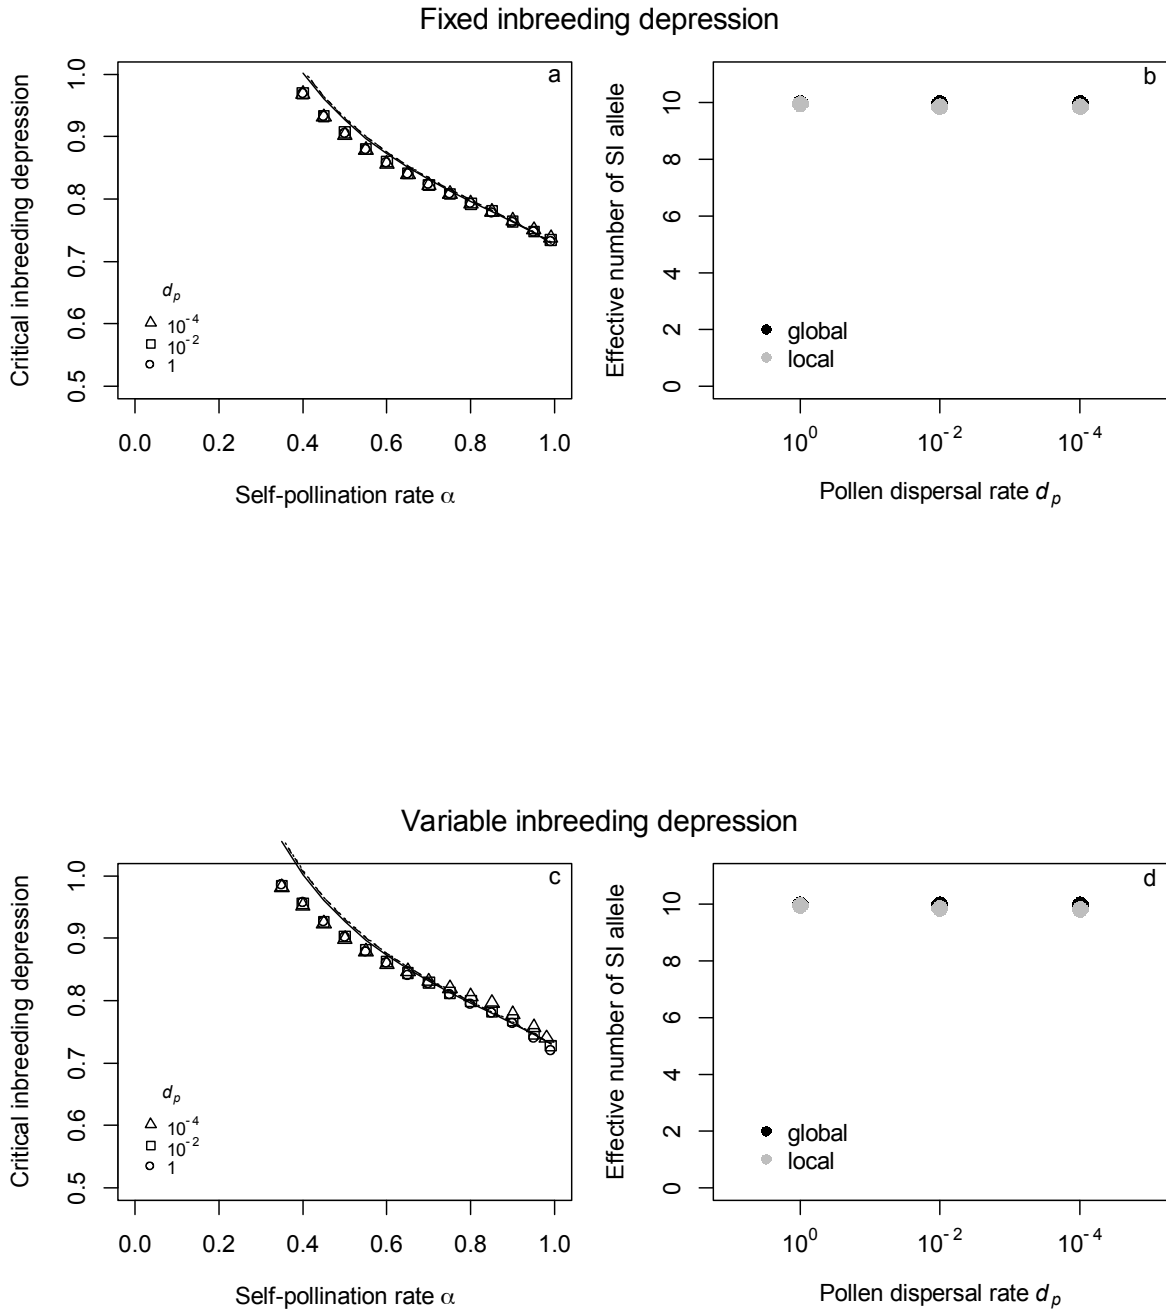 Fixed inbreeding depression
a
Critical inbreeding depression
1.0
0.9
0.8
0.7
0.6
0.5
d_p
10^-4
10^-2
1
0.0 0.2 0.4 0.6 0.8 1.0
Self-pollination rate α
b
Effective number of SI allele
10
8
6
4
2
0
global
local
10^0 10^-2 10^-4
Pollen dispersal rate d_p
Variable inbreeding depression
c
Critical inbreeding depression
1.0
0.9
0.8
0.7
0.6
0.5
d_p
10^-4
10^-2
1
0.0 0.2 0.4 0.6 0.8 1.0
Self-pollination rate α
d
Effective number of SI allele
10
8
6
4
2
0
global
local
10^0 10^-2 10^-4
Pollen dispersal rate d_p